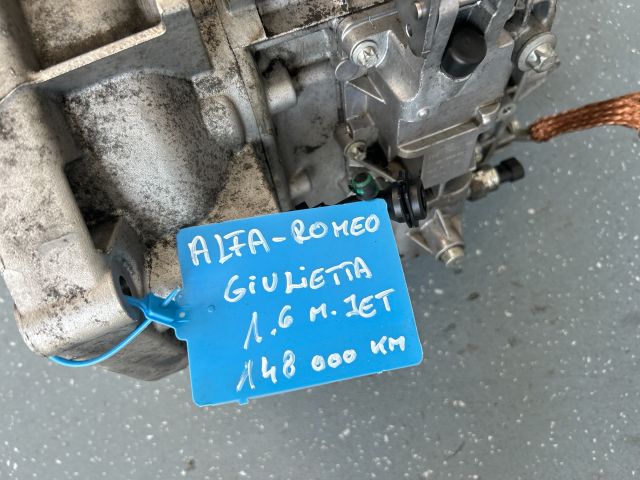 ALFA-ROMEO
GiULiETTA
1.6 M.JET
148 000 KM